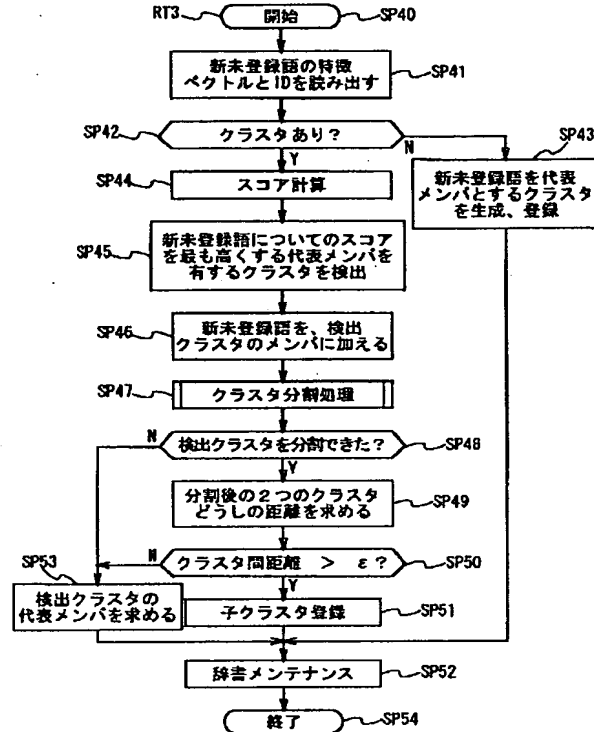 RT3 開始 SP40
新未登録語の特徴
ベクトルとIDを読み出す
SP41
SP42 クラスタあり？
N
SP43
Y
新未登録語を代表
メンバとするクラスタ
を生成、登録
SP44 スコア計算
新未登録語についてのスコア
を最も高くする代表メンバを
有するクラスタを検出
SP45
SP46
新未登録語を、検出
クラスタのメンバに加える
SP47 クラスタ分割処理
N
検出クラスタを分割できた？ SP48
Y
分割後の２つのクラスタ
どうしの距離を求める
SP49
SP53
N
クラスタ間距離 > ε？ SP50
Y
検出クラスタの
代表メンバを求める
子クラスタ登録 SP51
辞書メンテナンス SP52
終了 SP54